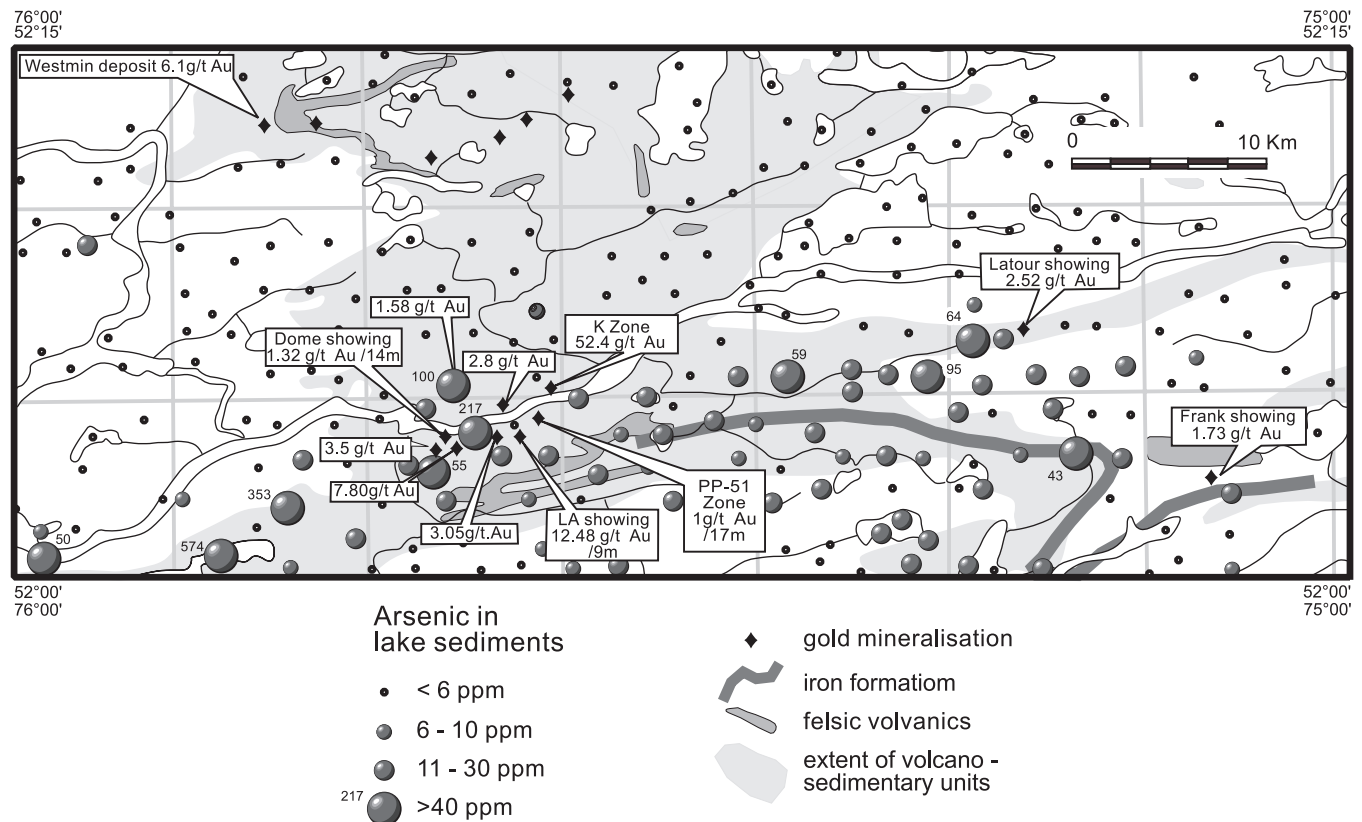 76°00'
52°15'
75°00'
52°15'
Westmin deposit 6.1g/t Au
0
10 Km
Latour showing
2.52 g/t Au
1.58 g/t Au
K Zone
52.4 g/t Au
64
Dome showing
1.32 g/t Au /14m
2.8 g/t Au
59
95
100
217
Frank showing
1.73 g/t Au
3.5 g/t Au
55
43
7.80g/t Au
PP-51
Zone
1g/t Au
/17m
353
3.05g/t.Au
LA showing
12.48 g/t Au
/9m
50
574
52°00'
76°00'
52°00'
75°00'
Arsenic in
lake sediments
< 6 ppm
6 - 10 ppm
11 - 30 ppm
217
>40 ppm
gold mineralisation
iron formatiom
felsic volvanics
extent of volcano -
sedimentary units